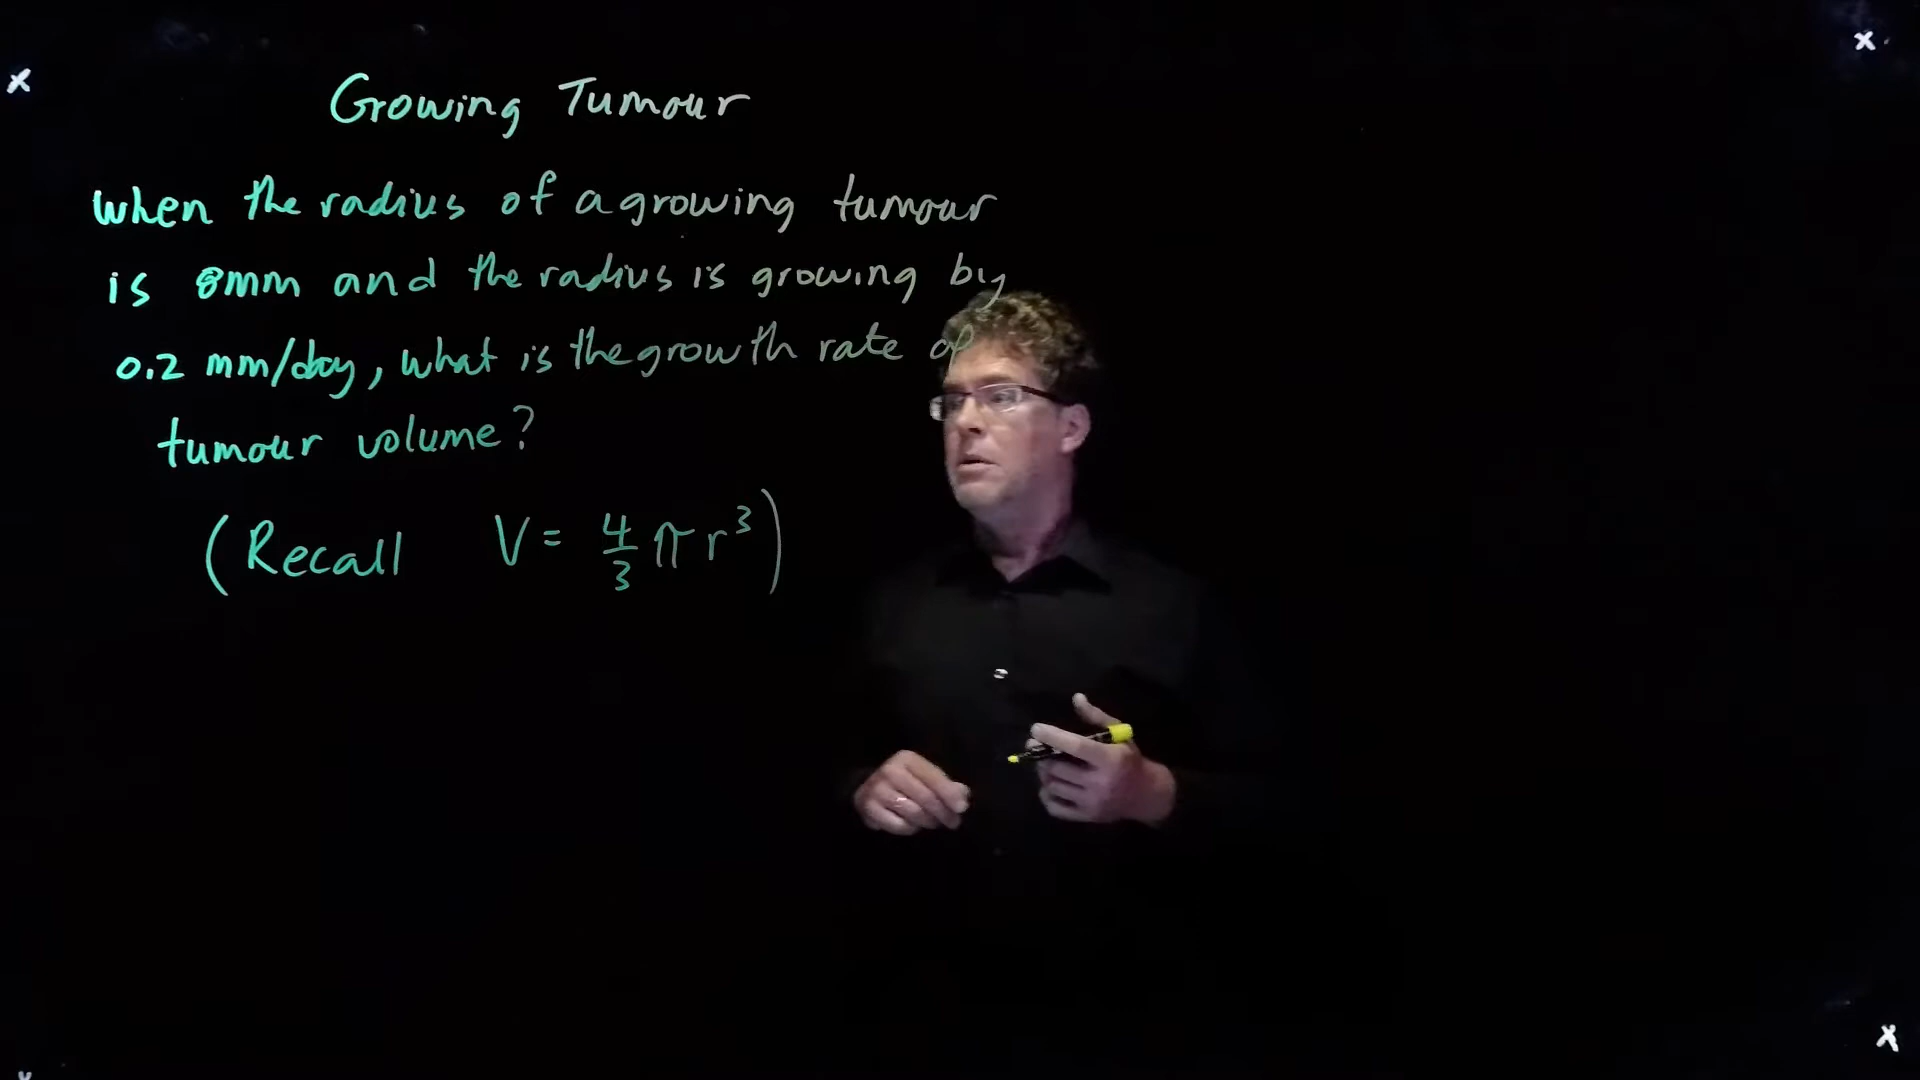 Growing Tumour
when the radius of a growing tumour
is 8mm and the radius is growing by
0.2 mm/day, what is the growth rate of
tumour volume?
(Recall V = 4/3 π r³)